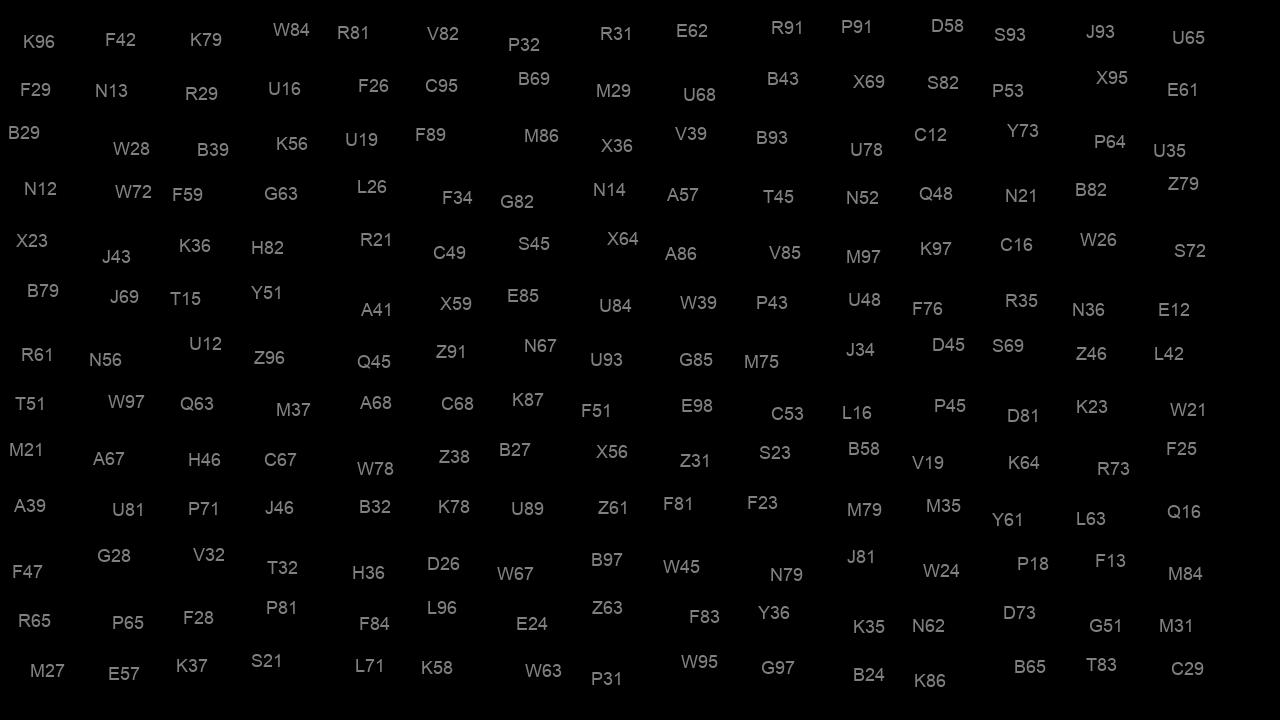 K96 F42 K79 W84 R81 V82 P32 R31 E62 R91 P91 D58 S93 J93 U65
F29 N13 R29 U16 F26 C95 B69 M29 U68 B43 X69 S82 P53 X95 E61
B29 W28 B39 K56 U19 F89 M86 X36 V39 B93 U78 C12 Y73 P64 U35
N12 W72 F59 G63 L26 F34 G82 N14 A57 T45 N52 Q48 N21 B82 Z79
X23 J43 K36 H82 R21 C49 S45 X64 A86 V85 M97 K97 C16 W26 S72
B79 J69 T15 Y51 A41 X59 E85 U84 W39 P43 U48 F76 R35 N36 E12
R61 N56 U12 Z96 Q45 Z91 N67 U93 G85 M75 J34 D45 S69 Z46 L42
T51 W97 Q63 M37 A68 C68 K87 F51 E98 C53 L16 P45 D81 K23 W21
M21 A67 H46 C67 W78 Z38 B27 X56 Z31 S23 B58 V19 K64 R73 F25
A39 U81 P71 J46 B32 K78 U89 Z61 F81 F23 M79 M35 Y61 L63 Q16
F47 G28 V32 T32 H36 D26 W67 B97 W45 N79 J81 W24 P18 F13 M84
R65 P65 F28 P81 F84 L96 E24 Z63 F83 Y36 K35 N62 D73 G51 M31
M27 E57 K37 S21 L71 K58 W63 P31 W95 G97 B24 K86 B65 T83 C29